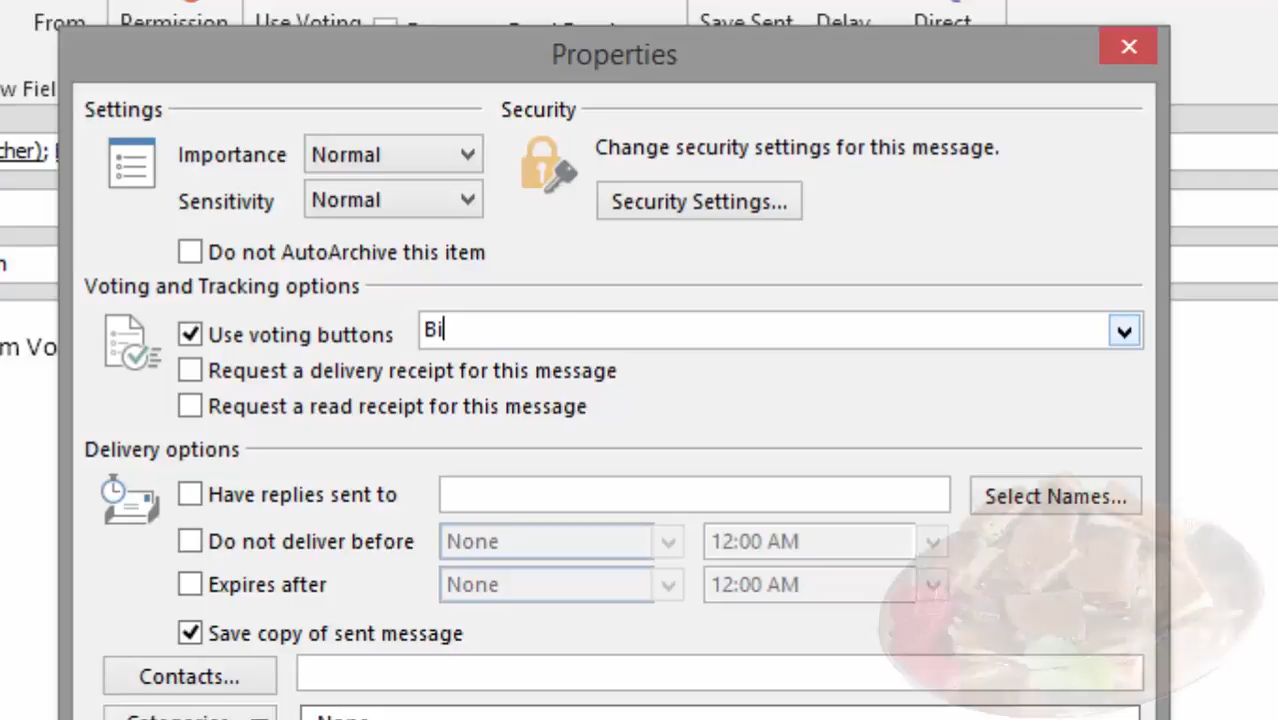 From
Permission
Use Voting
Save Sent
Delay
Direct
w Fiel
Properties
Settings
Security
cher);
Importance
Normal
Change security settings for this message.
Sensitivity
Normal
Security Settings...
Do not AutoArchive this item
n
Voting and Tracking options
Use voting buttons
Bi
m Vo
Request a delivery receipt for this message
Request a read receipt for this message
Delivery options
Have replies sent to
Select Names...
Do not deliver before
None
12:00 AM
Expires after
None
12:00 AM
Save copy of sent message
Contacts...
None